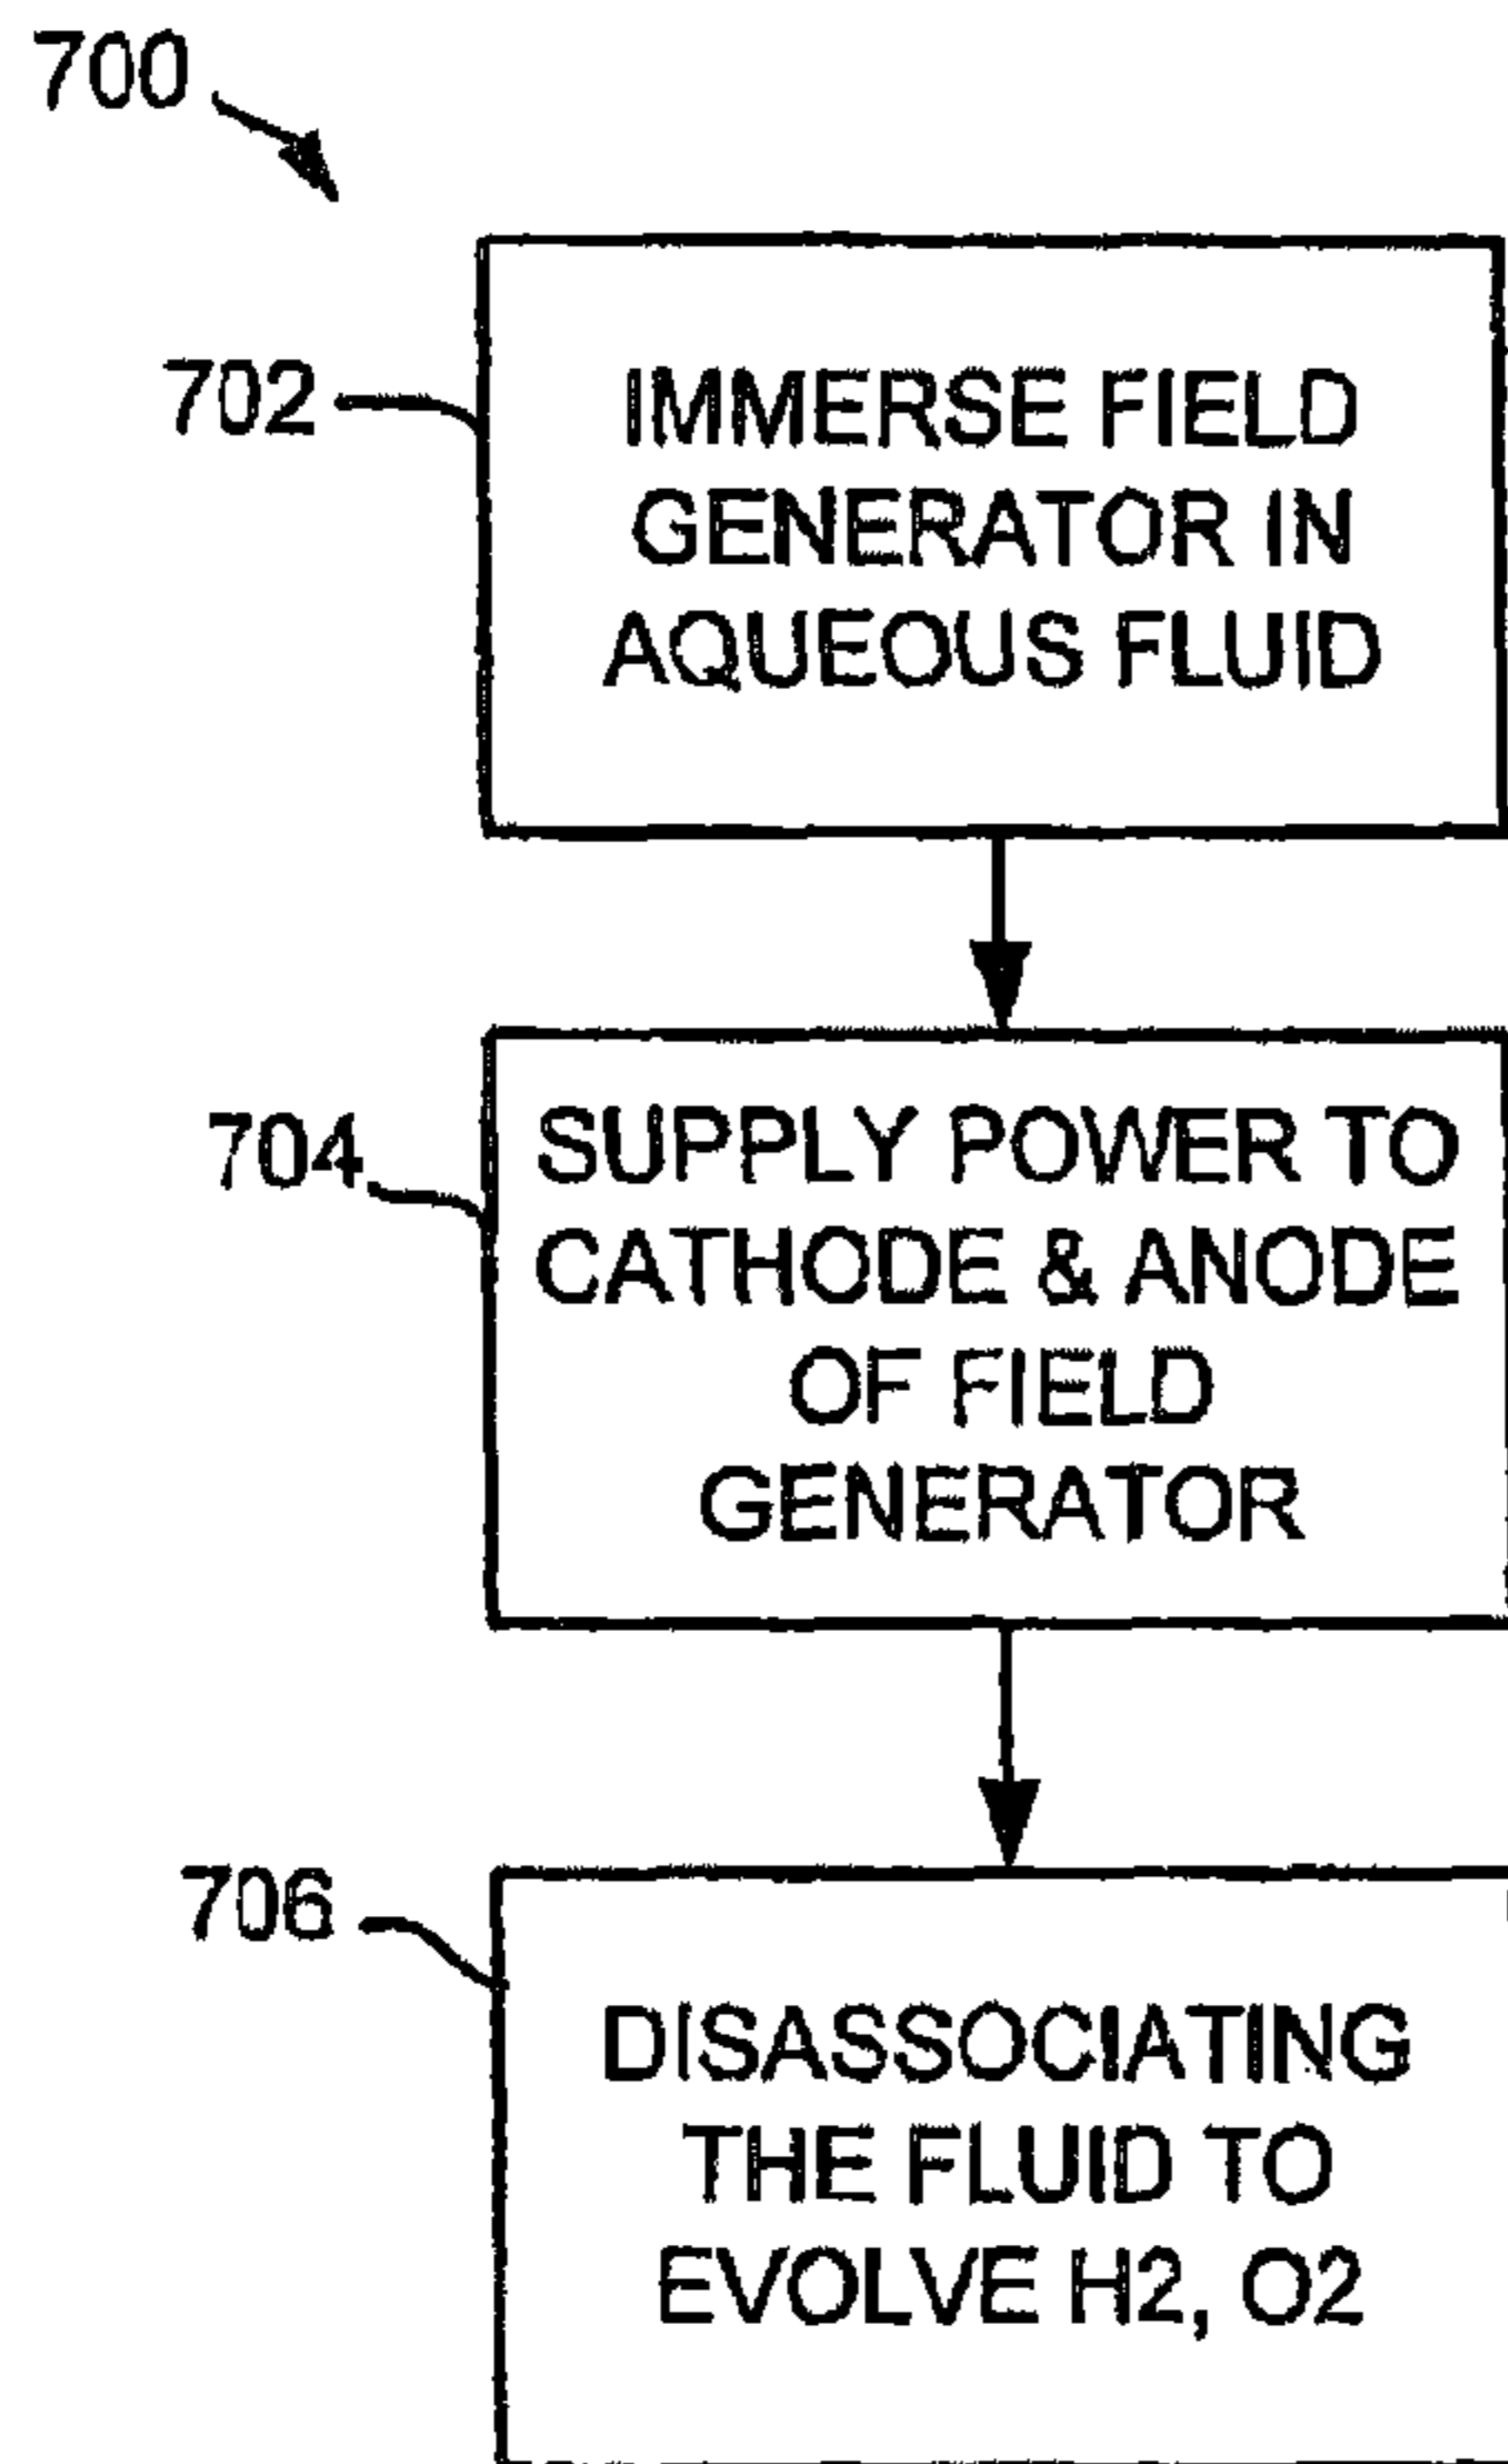 700
702
IMMERSE FIELD
GENERATOR IN
AQUEOUS FLUID
704
SUPPLY POWER TO
CATHODE & ANODE
OF FIELD
GENERATOR
706
DISASSOCIATING
THE FLUID TO
EVOLVE H2, O2